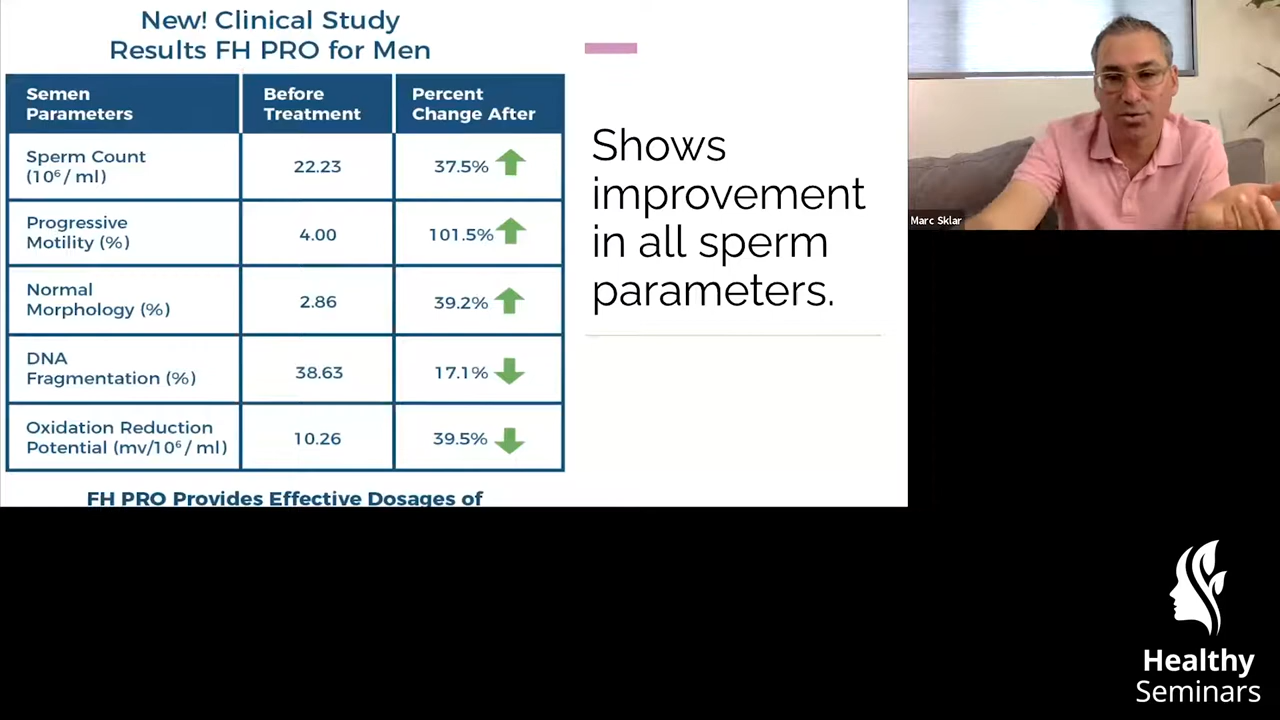 New! Clinical Study
Results FH PRO for Men
Semen
Parameters
Before
Treatment
Percent
Change After
Sperm Count
(10⁶/ ml)
22.23
37.5%
Progressive
Motility (%)
4.00
101.5%
Normal
Morphology (%)
2.86
39.2%
DNA
Fragmentation (%)
38.63
17.1%
Oxidation Reduction
Potential (mv/10⁶/ ml)
10.26
39.5%
FH PRO Provides Effective Dosages of
Shows
improvement
in all sperm
parameters.
Marc Sklar
Healthy
Seminars